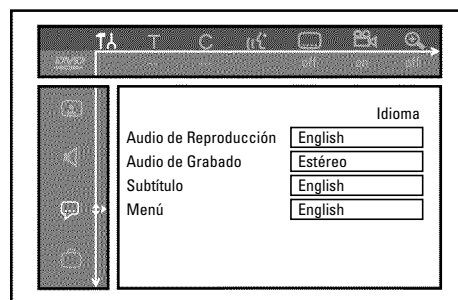 T C
off on off
Idioma
Audio de Reproducción English
Audio de Grabado Estéreo
Subtítulo English
Menú English